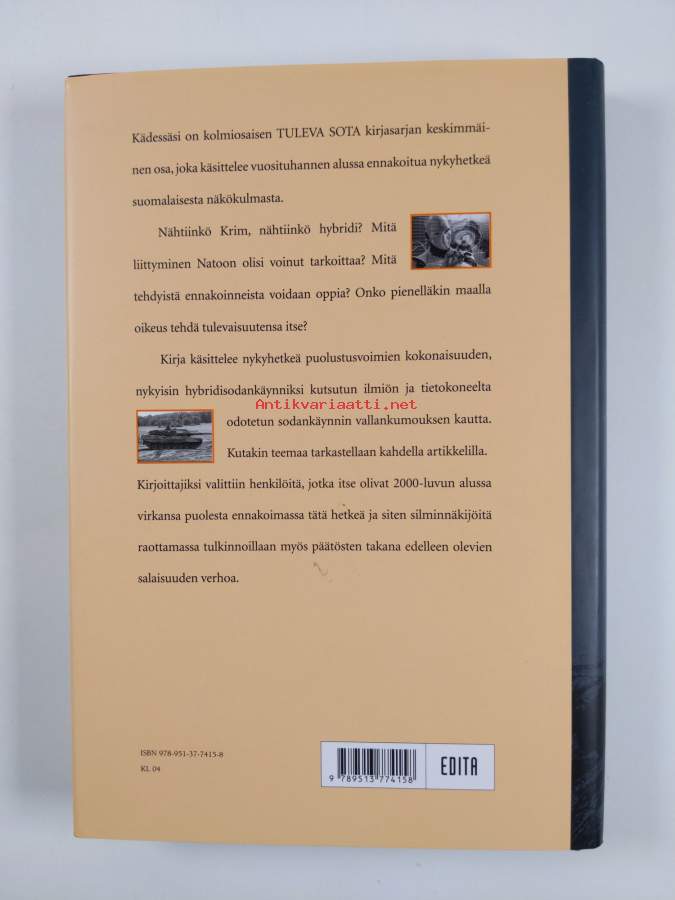 Kädessäsi on kolmiosaisen TULEVA SOTA kirjasarjan keskimmäi-
nen osa, joka käsittelee vuosituhannen alussa ennakoitua nykyhetkeä
suomalaisesta näkökulmasta.
Nähtiinkö Krim, nähtiinkö hybridi? Mitä
liittyminen Natoon olisi voinut tarkoittaa? Mitä
tehdyistä ennakoinneista voidaan oppia? Onko pienelläkin maalla
oikeus tehdä tulevaisuutensa itse?
Kirja käsittelee nykyhetkeä puolustusvoimien kokonaisuuden,
nykyisin hybridisodankäynniksi kutsutun ilmiön ja tietokoneelta
Antikvariaatti.net
odotetun sodankäynnin vallankumouksen kautta.
Kutakin teemaa tarkastellaan kahdella artikkelilla.
Kirjoittajiksi valittiin henkilöitä, jotka itse olivat 2000-luvun alussa
virkansa puolesta ennakoimassa tätä hetkeä ja siten silminnäkijöitä
raottamassa tulkinnoillaan myös päätösten takana edelleen olevien
salaisuuden verhoa.
ISBN 978-951-37-7415-8
KL 04
9 789513 774158
EDITA